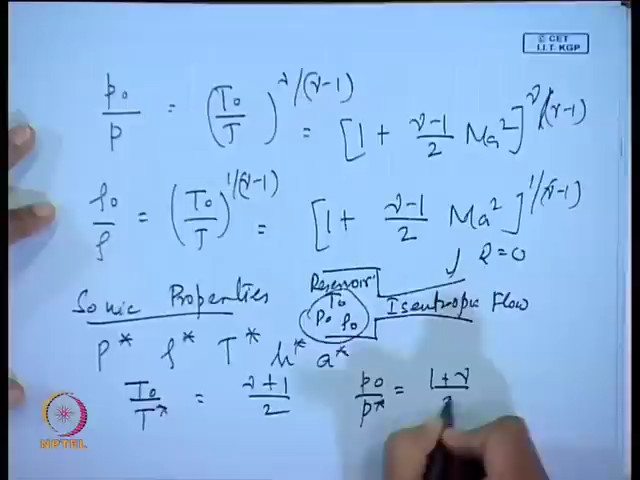 © CET
I.I.T. KGP
p₀/p = (T₀/T)^γ/(γ-1) = [1 + γ-1/2 Ma²]^γ/(γ-1)
ρ₀/ρ = (T₀/T)^1/(γ-1) = [1 + γ-1/2 Ma²]^1/(γ-1)
Reservoir
Sonic Properties
T₀
P₀ ρ₀
Isentropic Flow
P* ρ* T* h* a*
T₀/T* = γ+1/2
p₀/p* = 1+γ/2
NPTEL